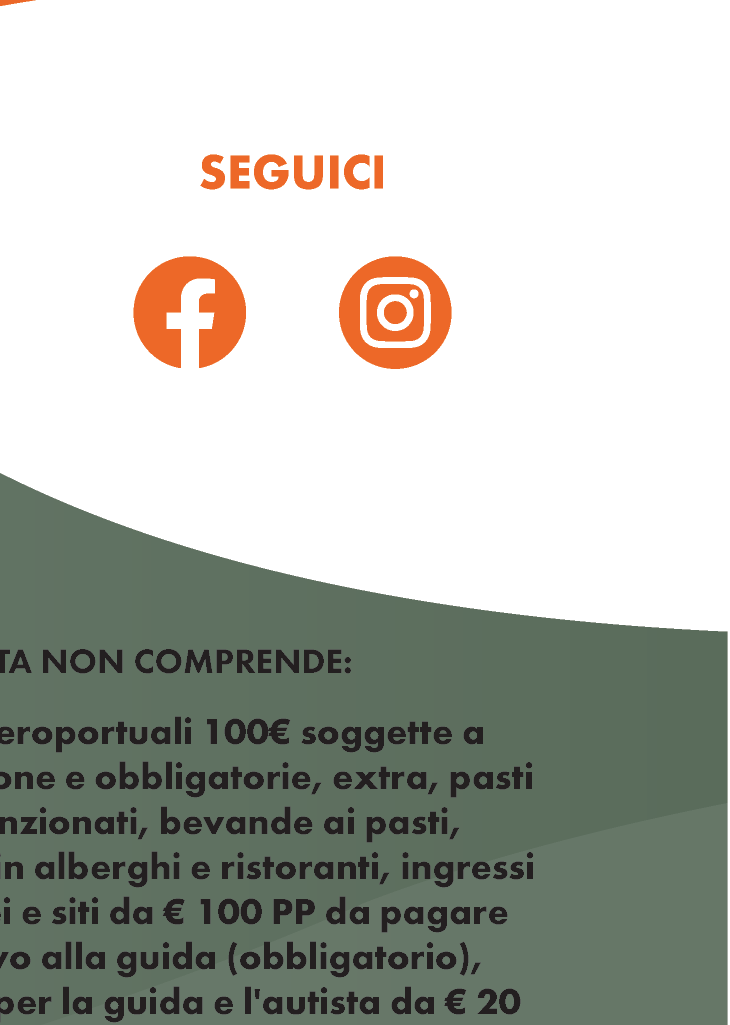 SEGUICI
TA NON COMPRENDE:
eroportuali 100€ soggette a
one e obbligatorie, extra, pasti
nzionati, bevande ai pasti,
in alberghi e ristoranti, ingressi
i e siti da € 100 PP da pagare
vo alla guida (obbligatorio),
per la guida e l'autista da € 20